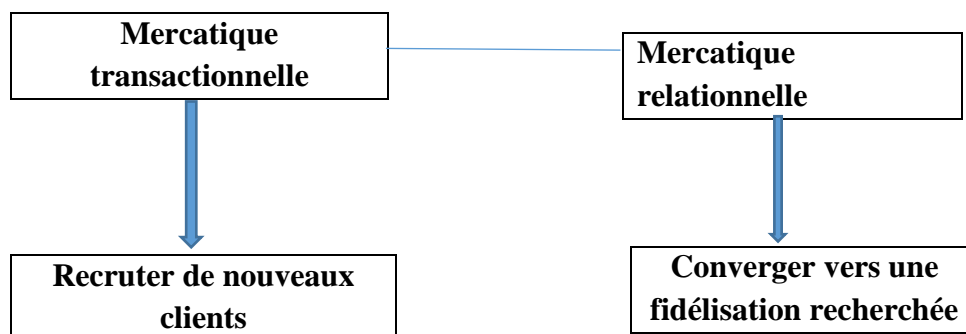 Mercatique
transactionnelle
Mercatique
relationnelle
Recruter de nouveaux
clients
Converger vers une
fidélisation recherchée